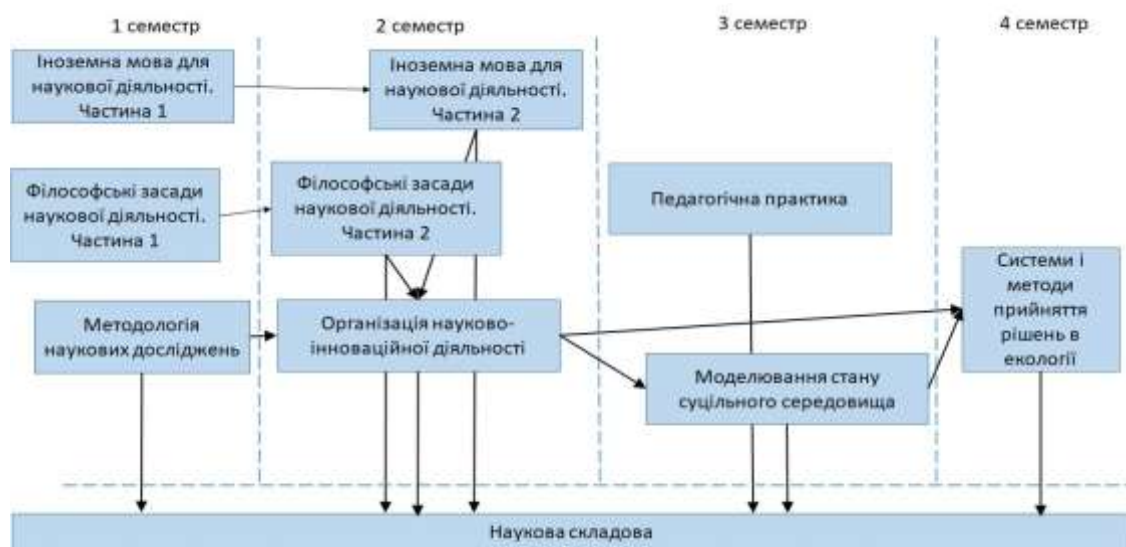 1 семестр
2 семестр
3 семестр
4 семестр
Іноземна мова для
наукової діяльності.
Частина 1
Іноземна мова для
наукової діяльності.
Частина 2
Філософські засади
наукової діяльності.
Частина 1
Філософські засади
наукової діяльності.
Частина 2
Педагогічна практика
Методологія
наукових досліджень
Організація науково-
інноваційної діяльності
Моделювання стану
суцільного середовища
Системи і
методи
прийняття
рішень в
екології
Наукова складова